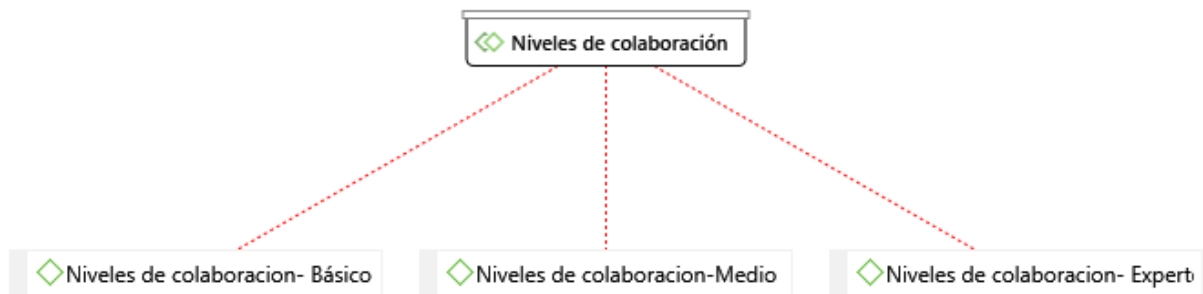 Niveles de colaboración
Niveles de colaboracion- Básico
Niveles de colaboracion-Medio
Niveles de colaboracion- Expert